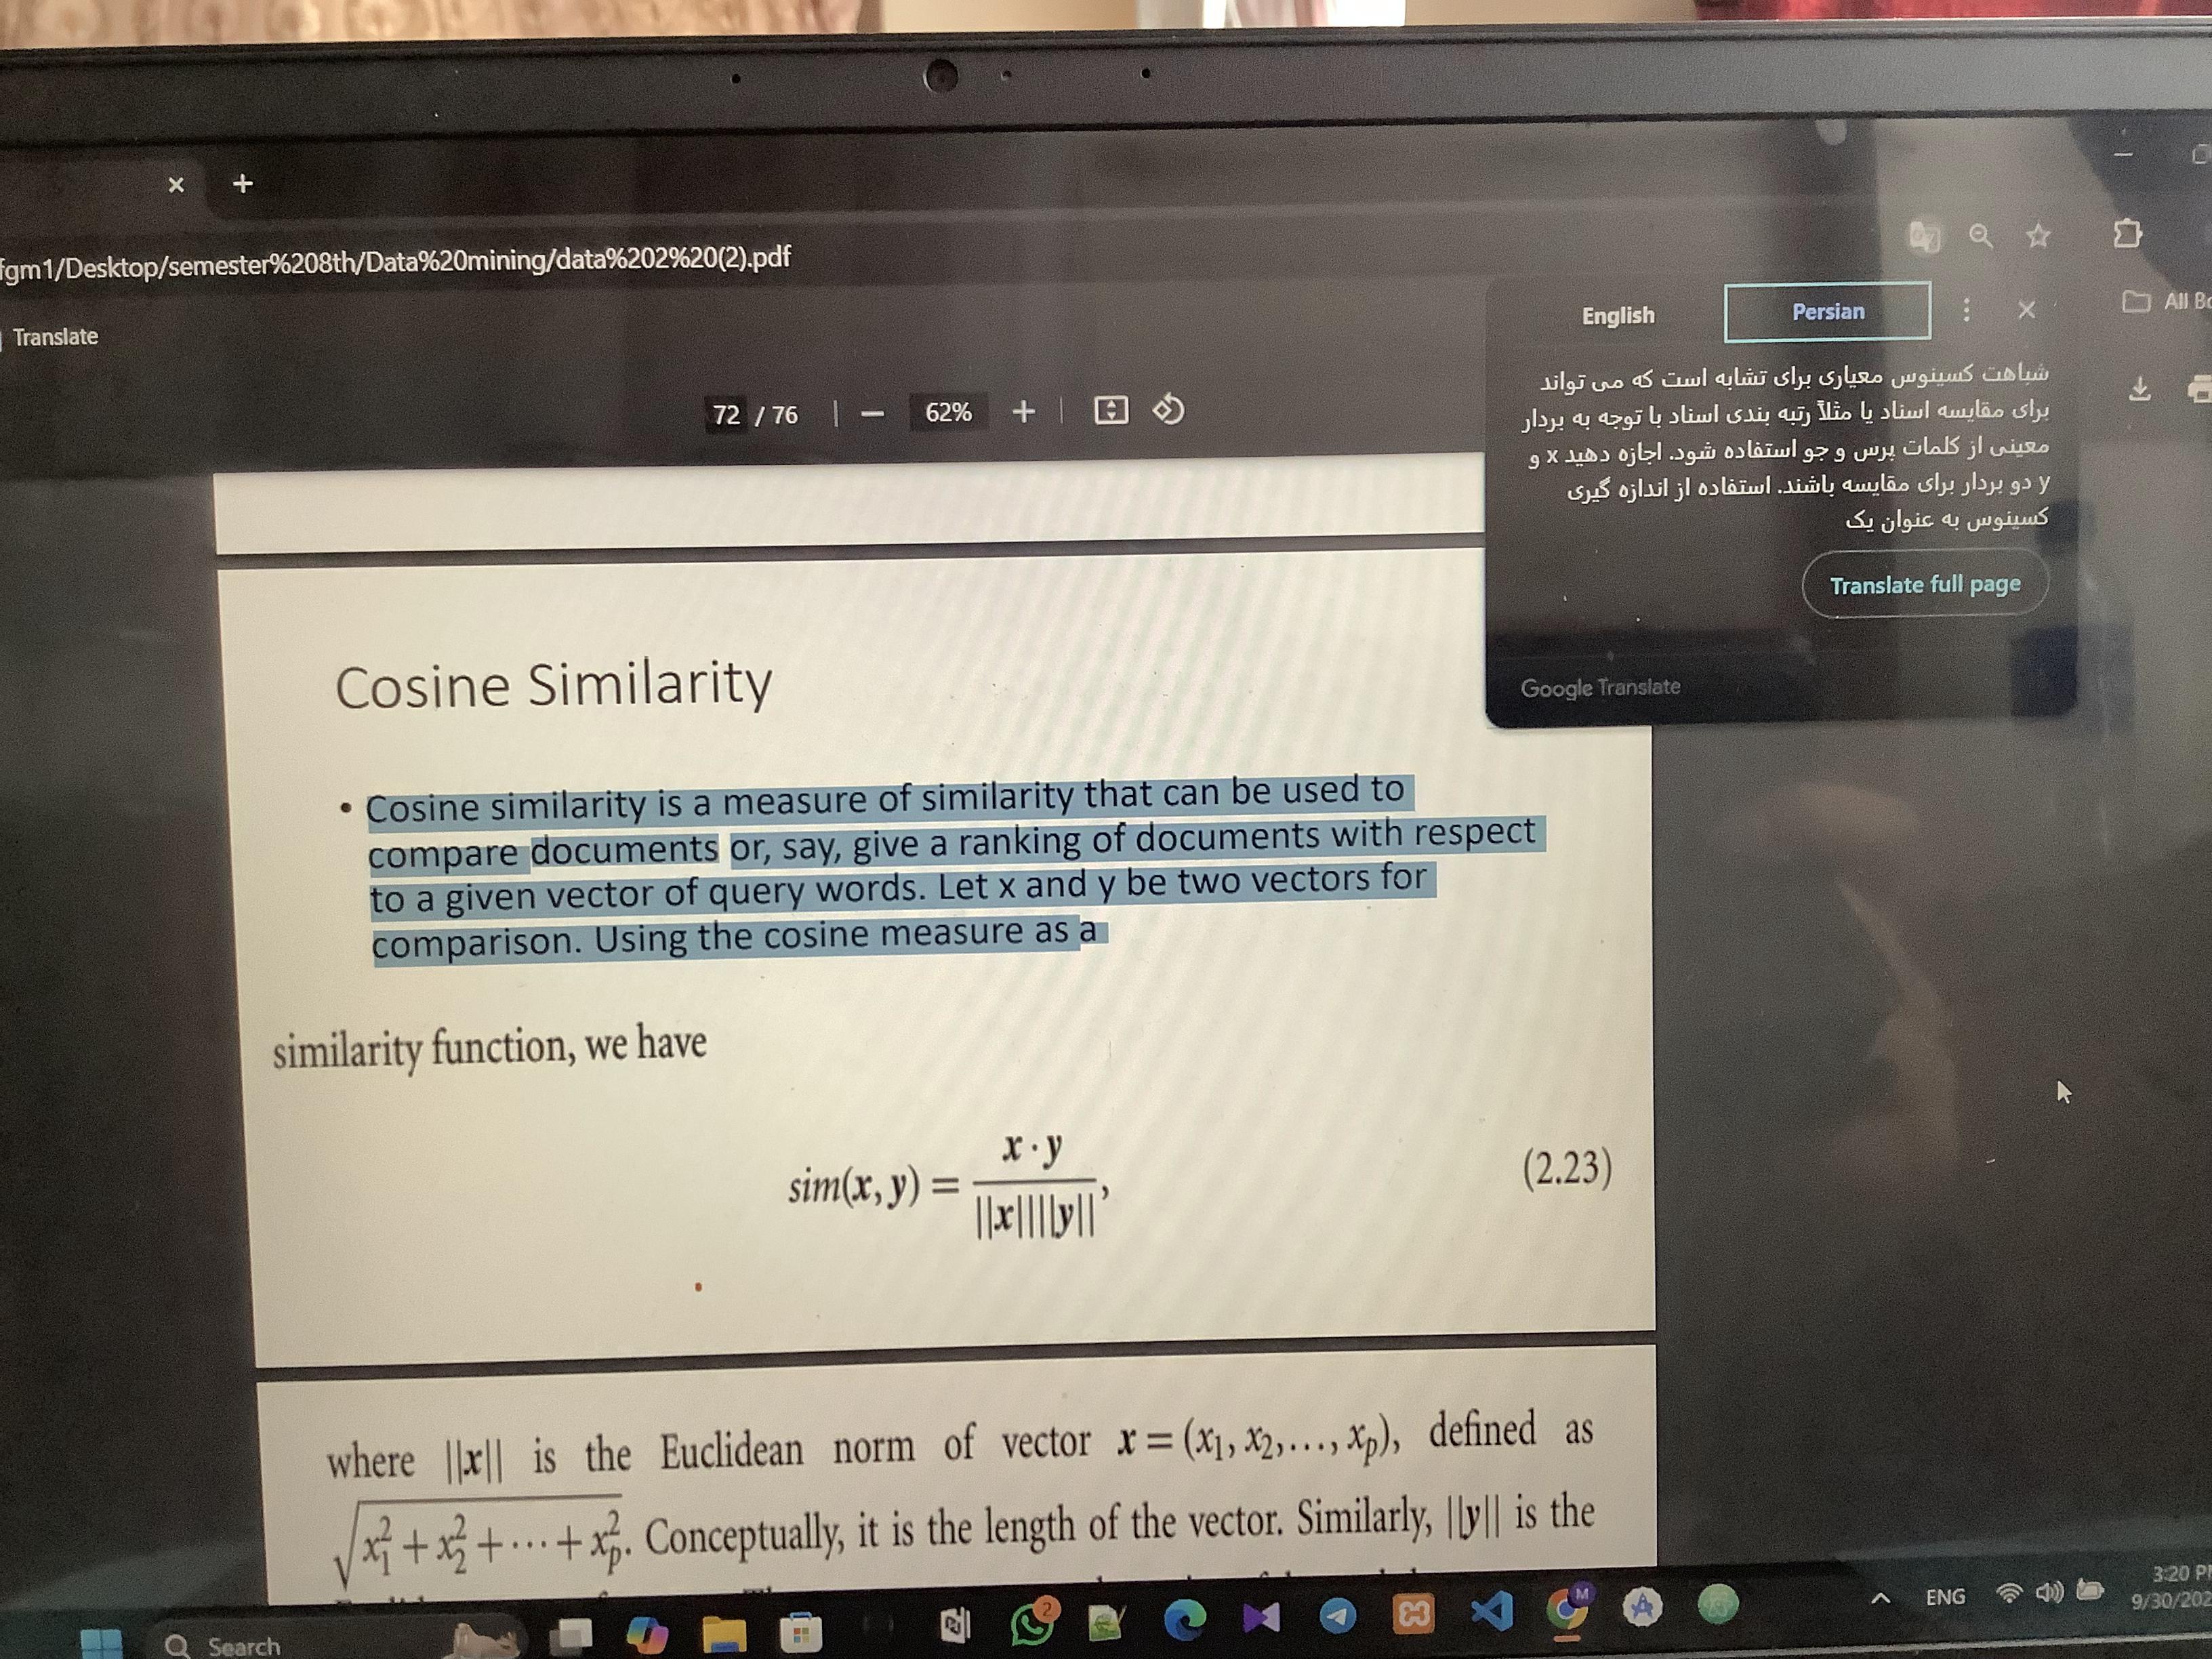 fgm1/Desktop/semester%208th/Data%20mining/data%202%20(2).pdf
Translate
All
72 / 76
62%
English
Persian
شباهت کسینوس معیاری برای تشابه است که می تواند
برای مقایسه اسناد یا مثلاً رتبه بندی اسناد با توجه به بردار
معینی از کلمات پرس و جو استفاده شود. اجازه دهید x و
y دو بردار برای مقایسه باشند. استفاده از اندازه گیری
کسینوس به عنوان یک
Translate full page
Google Translate
Cosine Similarity
• Cosine similarity is a measure of similarity that can be used to
compare documents or, say, give a ranking of documents with respect
to a given vector of query words. Let x and y be two vectors for
comparison. Using the cosine measure as a
similarity function, we have
sim(x, y) = x · y / ||x||||y||, (2.23)
where ||x|| is the Euclidean norm of vector x = (x₁, x₂,..., xₚ), defined as
√x₁² + x₂² + ··· + xₚ². Conceptually, it is the length of the vector. Similarly, ||y|| is the
Search
2
M
ENG
3:20
9/30/202